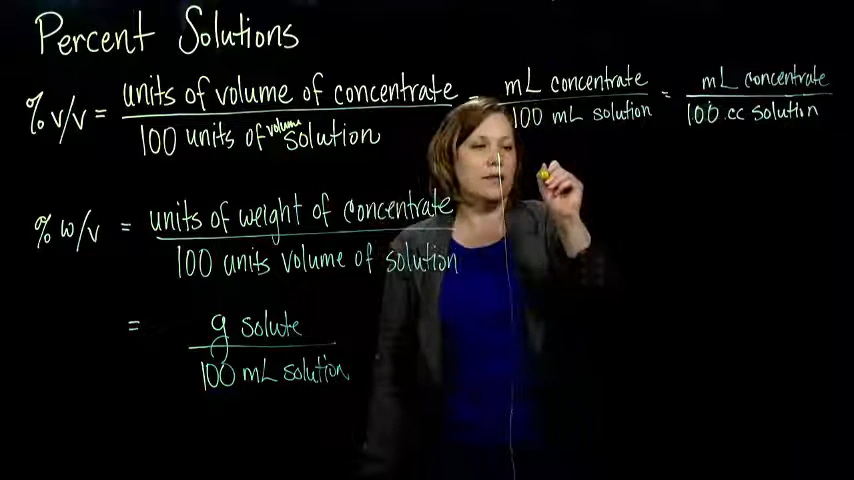 Percent Solutions
% v/v = units of volume of concentrate / 100 units of volume solution = mL concentrate / 100 mL solution = mL concentrate / 100 cc solution
% w/v = units of weight of concentrate / 100 units volume of solution
= g solute / 100 mL solution